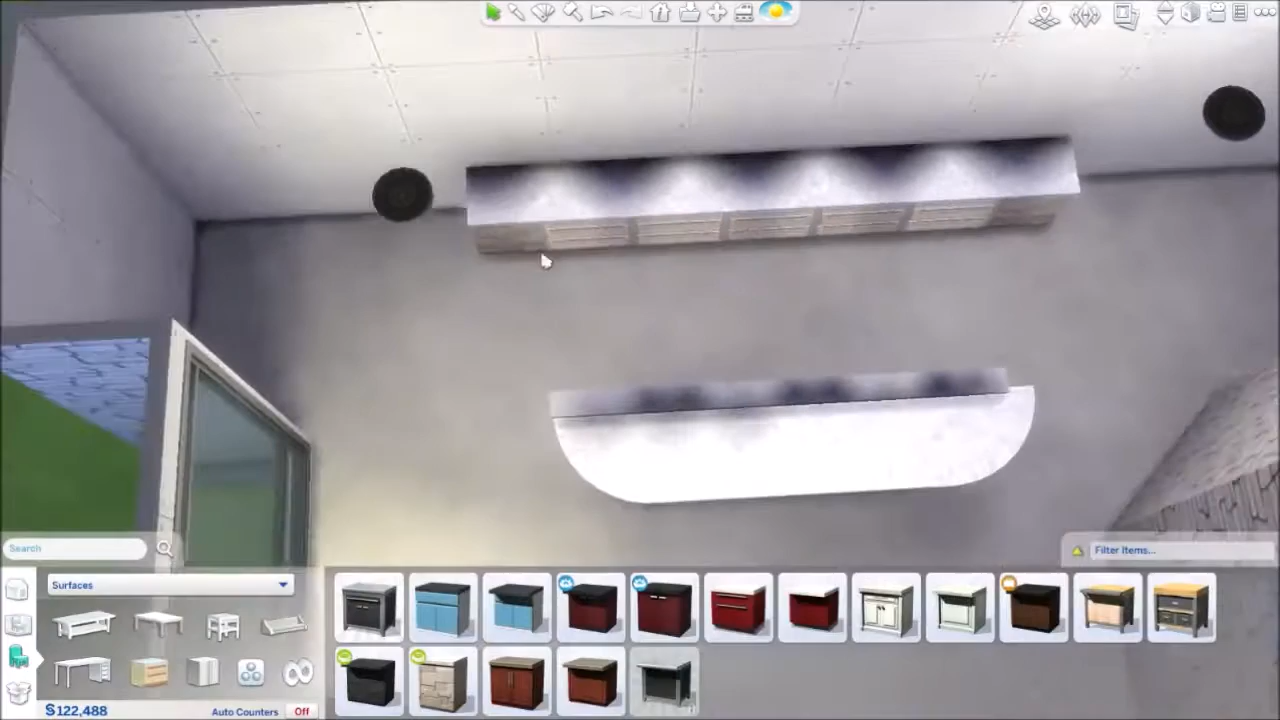 Search
Filter Items...
Surfaces
§122,488
Auto Counters
Off